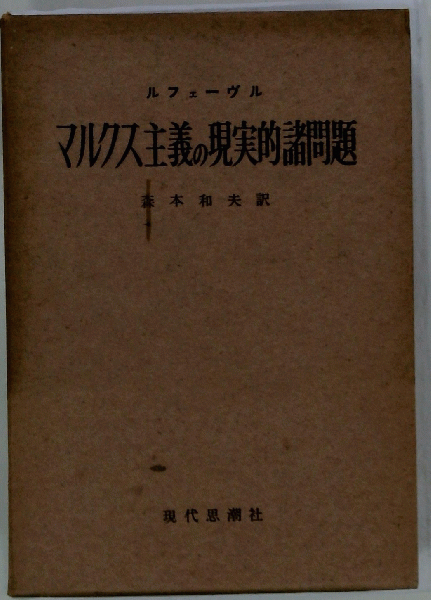 ルフェーヴル
マルクス主義の現実的諸問題
森本和夫訳
現代思潮社